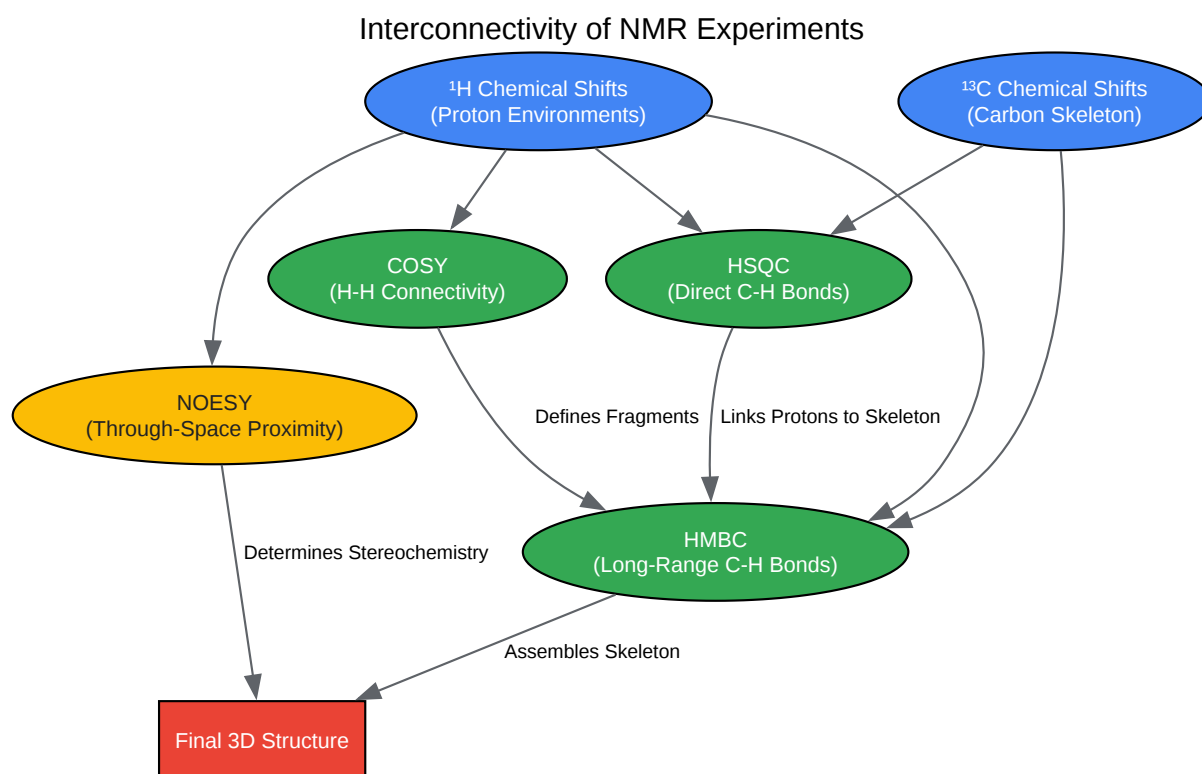 Interconnectivity of NMR Experiments
¹H Chemical Shifts
(Proton Environments)
¹³C Chemical Shifts
(Carbon Skeleton)
COSY
(H-H Connectivity)
HSQC
(Direct C-H Bonds)
NOESY
(Through-Space Proximity)
Defines Fragments
Links Protons to Skeleton
HMBC
(Long-Range C-H Bonds)
Determines Stereochemistry
Assembles Skeleton
Final 3D Structure